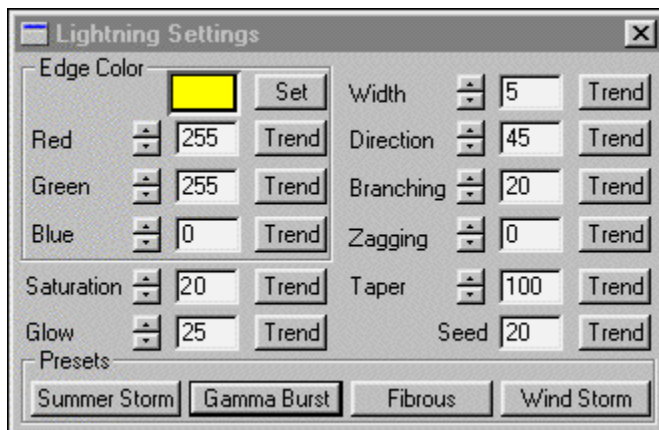 Lightning Settings
Edge Color
Set
Width 5 Trend
Red 255 Trend
Direction 45 Trend
Green 255 Trend
Branching 20 Trend
Blue 0 Trend
Zagging 0 Trend
Saturation 20 Trend
Taper 100 Trend
Glow 25 Trend
Seed 20 Trend
Presets
Summer Storm Gamma Burst Fibrous Wind Storm